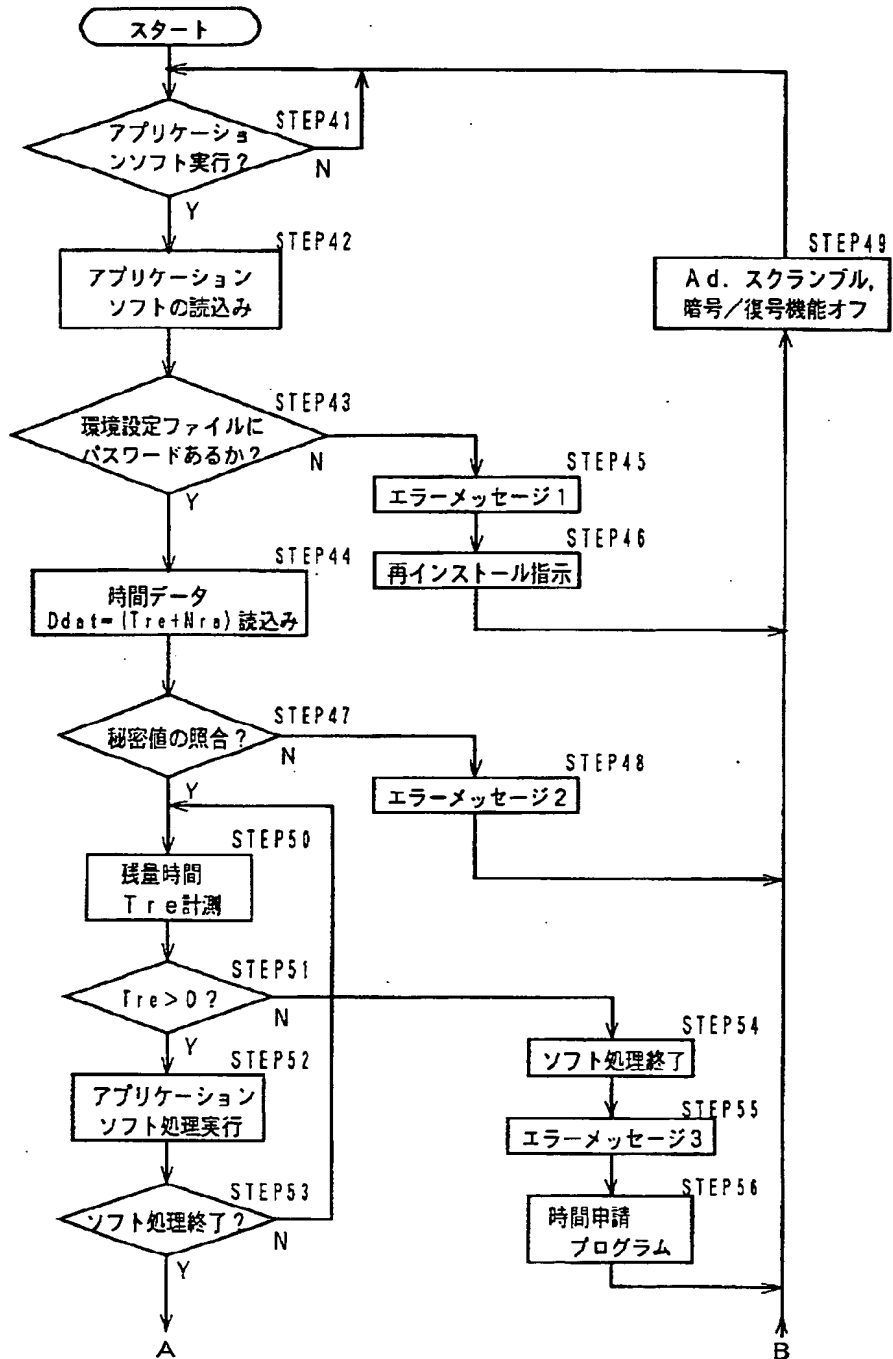 スタート
STEP41
アプリケーショ
ンソフト実行？
N
Y
STEP42
アプリケーション
ソフトの読込み
STEP49
Ad．スクランブル，
暗号／復号機能オフ
STEP43
環境設定ファイルに
パスワードあるか？
N
Y
STEP45
エラーメッセージ１
STEP46
再インストール指示
STEP44
時間データ
Ddat=(Tre+Nra)読込み
STEP47
秘密値の照合？
N
Y
STEP48
エラーメッセージ２
STEP50
残量時間
Tre計測
STEP51
Tre>0？
N
Y
STEP52
アプリケーション
ソフト処理実行
STEP53
ソフト処理終了？
N
Y
STEP54
ソフト処理終了
STEP55
エラーメッセージ３
STEP56
時間申請
プログラム
A
B